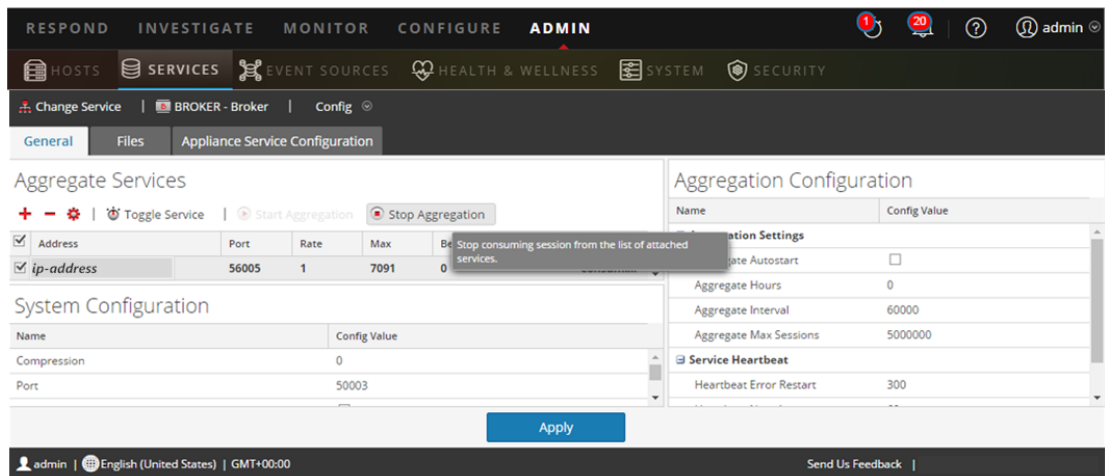 RESPOND INVESTIGATE MONITOR CONFIGURE ADMIN 1 20 ? admin
HOSTS SERVICES EVENT SOURCES HEALTH & WELLNESS SYSTEM SECURITY
Change Service | BROKER - Broker | Config
General Files Appliance Service Configuration
Aggregate Services
Toggle Service | Start Aggregation Stop Aggregation
Address Port Rate Max Be
Stop consuming session from the list of attached services.
ip-address 56005 1 7091 0
System Configuration
Name Config Value
Compression 0
Port 50003
Aggregation Configuration
Name Config Value
ation Settings
gate Autostart
Aggregate Hours 0
Aggregate Interval 60000
Aggregate Max Sessions 5000000
Service Heartbeat
Heartbeat Error Restart 300
Apply
admin | English (United States) | GMT+00:00
Send Us Feedback |